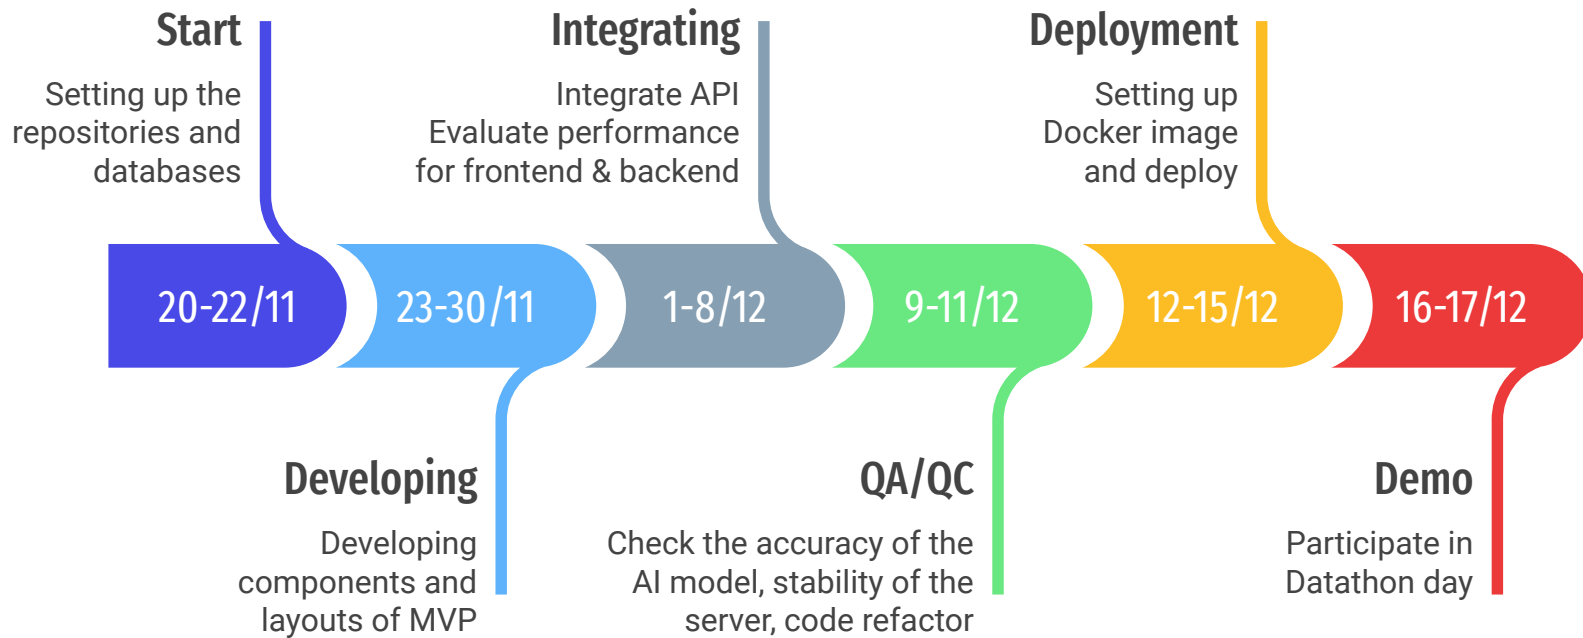 Start
Setting up the
repositories and
databases
Integrating
Integrate API
Evaluate performance
for frontend & backend
Deployment
Setting up
Docker image
and deploy
20-22/11
23-30/11
1-8/12
9-11/12
12-15/12
16-17/12
Developing
Developing
components and
layouts of MVP
QA/QC
Check the accuracy of the
AI model, stability of the
server, code refactor
Demo
Participate in
Datathon day